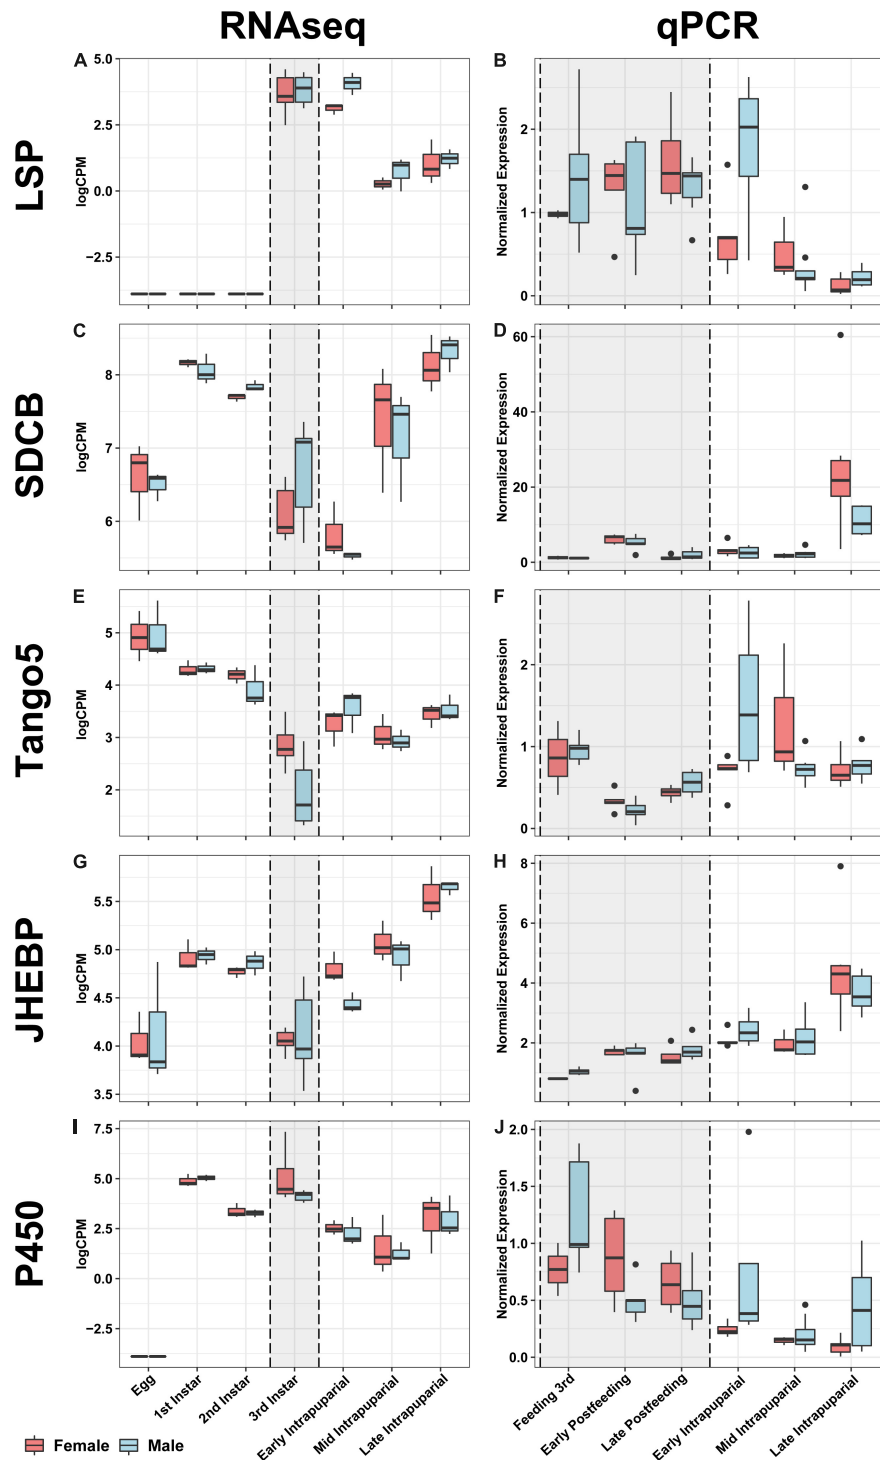 RNAseq qPCR
LSP
A
logCPM
5.0
2.5
0.0
−2.5
B
Normalized Expression
2
1
0
SDCB
C
logCPM
8
7
6
D
Normalized Expression
60
40
20
0
Tango5
E
logCPM
5
4
3
2
F
Normalized Expression
2
1
0
JHEBP
G
logCPM
5.5
5.0
4.5
4.0
3.5
H
Normalized Expression
8
6
4
2
0
P450
I
logCPM
7.5
5.0
2.5
0.0
−2.5
J
Normalized Expression
2.0
1.5
1.0
0.5
0.0
Egg
1st Instar
2nd Instar
3rd Instar
Early Intrapuparial
Mid Intrapuparial
Late Intrapuparial
Feeding 3rd
Early Postfeeding
Late Postfeeding
Early Intrapuparial
Mid Intrapuparial
Late Intrapuparial
Female Male